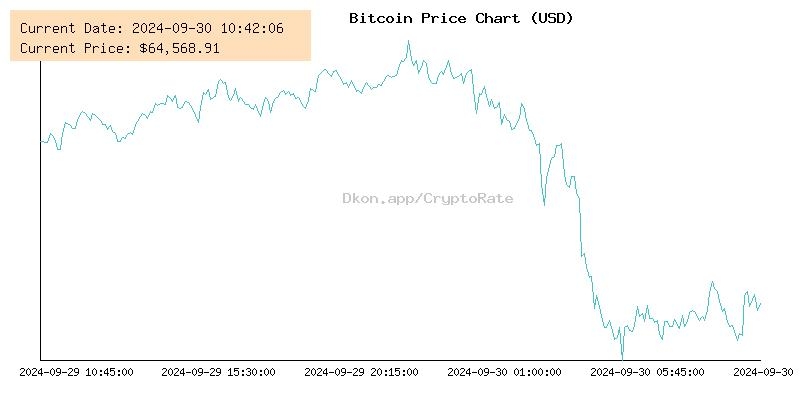 Bitcoin Price Chart (USD)
Current Date: 2024-09-30 10:42:06
Current Price: $64,568.91
Dkon.app/CryptoRate
2024-09-29 10:45:00 2024-09-29 15:30:00 2024-09-29 20:15:00 2024-09-30 01:00:00 2024-09-30 05:45:00 2024-09-30